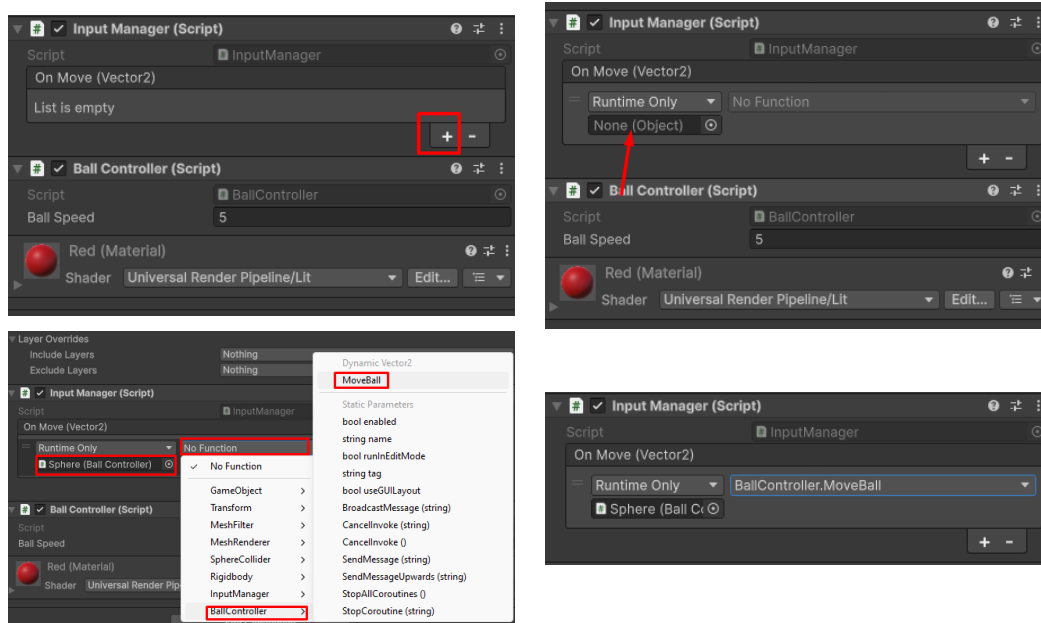 Input Manager (Script)
Script InputManager
On Move (Vector2)
List is empty
+ -
Ball Controller (Script)
Script BallController
Ball Speed 5
Red (Material)
Shader Universal Render Pipeline/Lit Edit...
Input Manager (Script)
Script InputManager
On Move (Vector2)
Runtime Only No Function
None (Object)
+ -
Ball Controller (Script)
Script BallController
Ball Speed 5
Red (Material)
Shader Universal Render Pipeline/Lit Edit...
Layer Overrides
Include Layers Nothing
Exclude Layers Nothing
Input Manager (Script)
Script InputManager
On Move (Vector2)
Runtime Only No Function
Sphere (Ball Controller)
Ball Controller (Script)
Script
Ball Speed
Red (Material)
Shader Universal Render Pip
No Function
GameObject
Transform
MeshFilter
MeshRenderer
SphereCollider
Rigidbody
InputManager
BallController
Dynamic Vector2
MoveBall
Static Parameters
bool enabled
string name
bool runInEditMode
string tag
bool useGUILayout
BroadcastMessage (string)
CancelInvoke (string)
CancelInvoke ()
SendMessage (string)
SendMessageUpwards (string)
StopAllCoroutines ()
StopCoroutine (string)
Input Manager (Script)
Script InputManager
On Move (Vector2)
Runtime Only BallController.MoveBall
Sphere (Ball Co
+ -